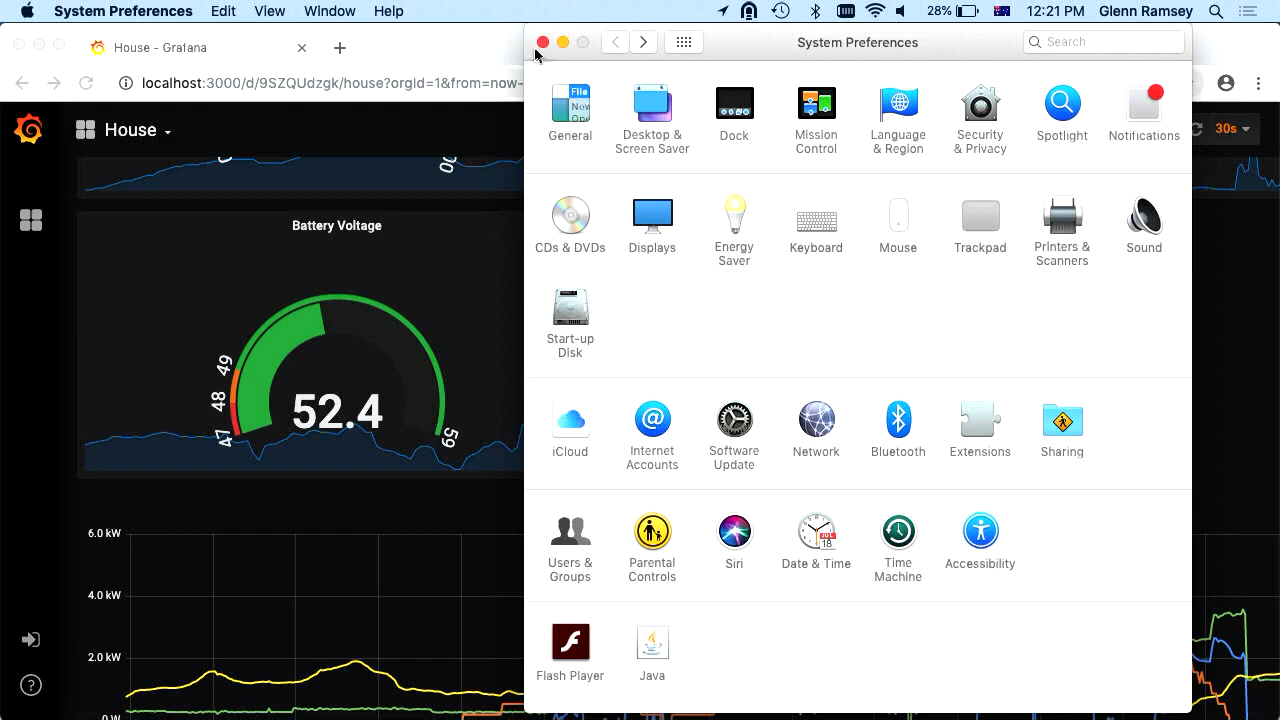 System Preferences Edit View Window Help 28% 12:21 PM Glenn Ramsey
House - Grafana
System Preferences
Search
localhost:3000/d/9SZQUdzgk/house?orgId=1&from=now-
House
30s
General
Desktop &
Screen Saver
Dock
Mission
Control
Language
& Region
Security
& Privacy
Spotlight
Notifications
CDs & DVDs
Displays
Energy
Saver
Keyboard
Mouse
Trackpad
Printers &
Scanners
Sound
Start-up
Disk
iCloud
Internet
Accounts
Software
Update
Network
Bluetooth
Extensions
Sharing
Users &
Groups
Parental
Controls
Siri
JUL
18
Date & Time
Time
Machine
Accessibility
Flash Player
Java
File
New
Battery Voltage
49
48
47
52.4
59
6.0 kW
4.0 kW
2.0 kW
0 W